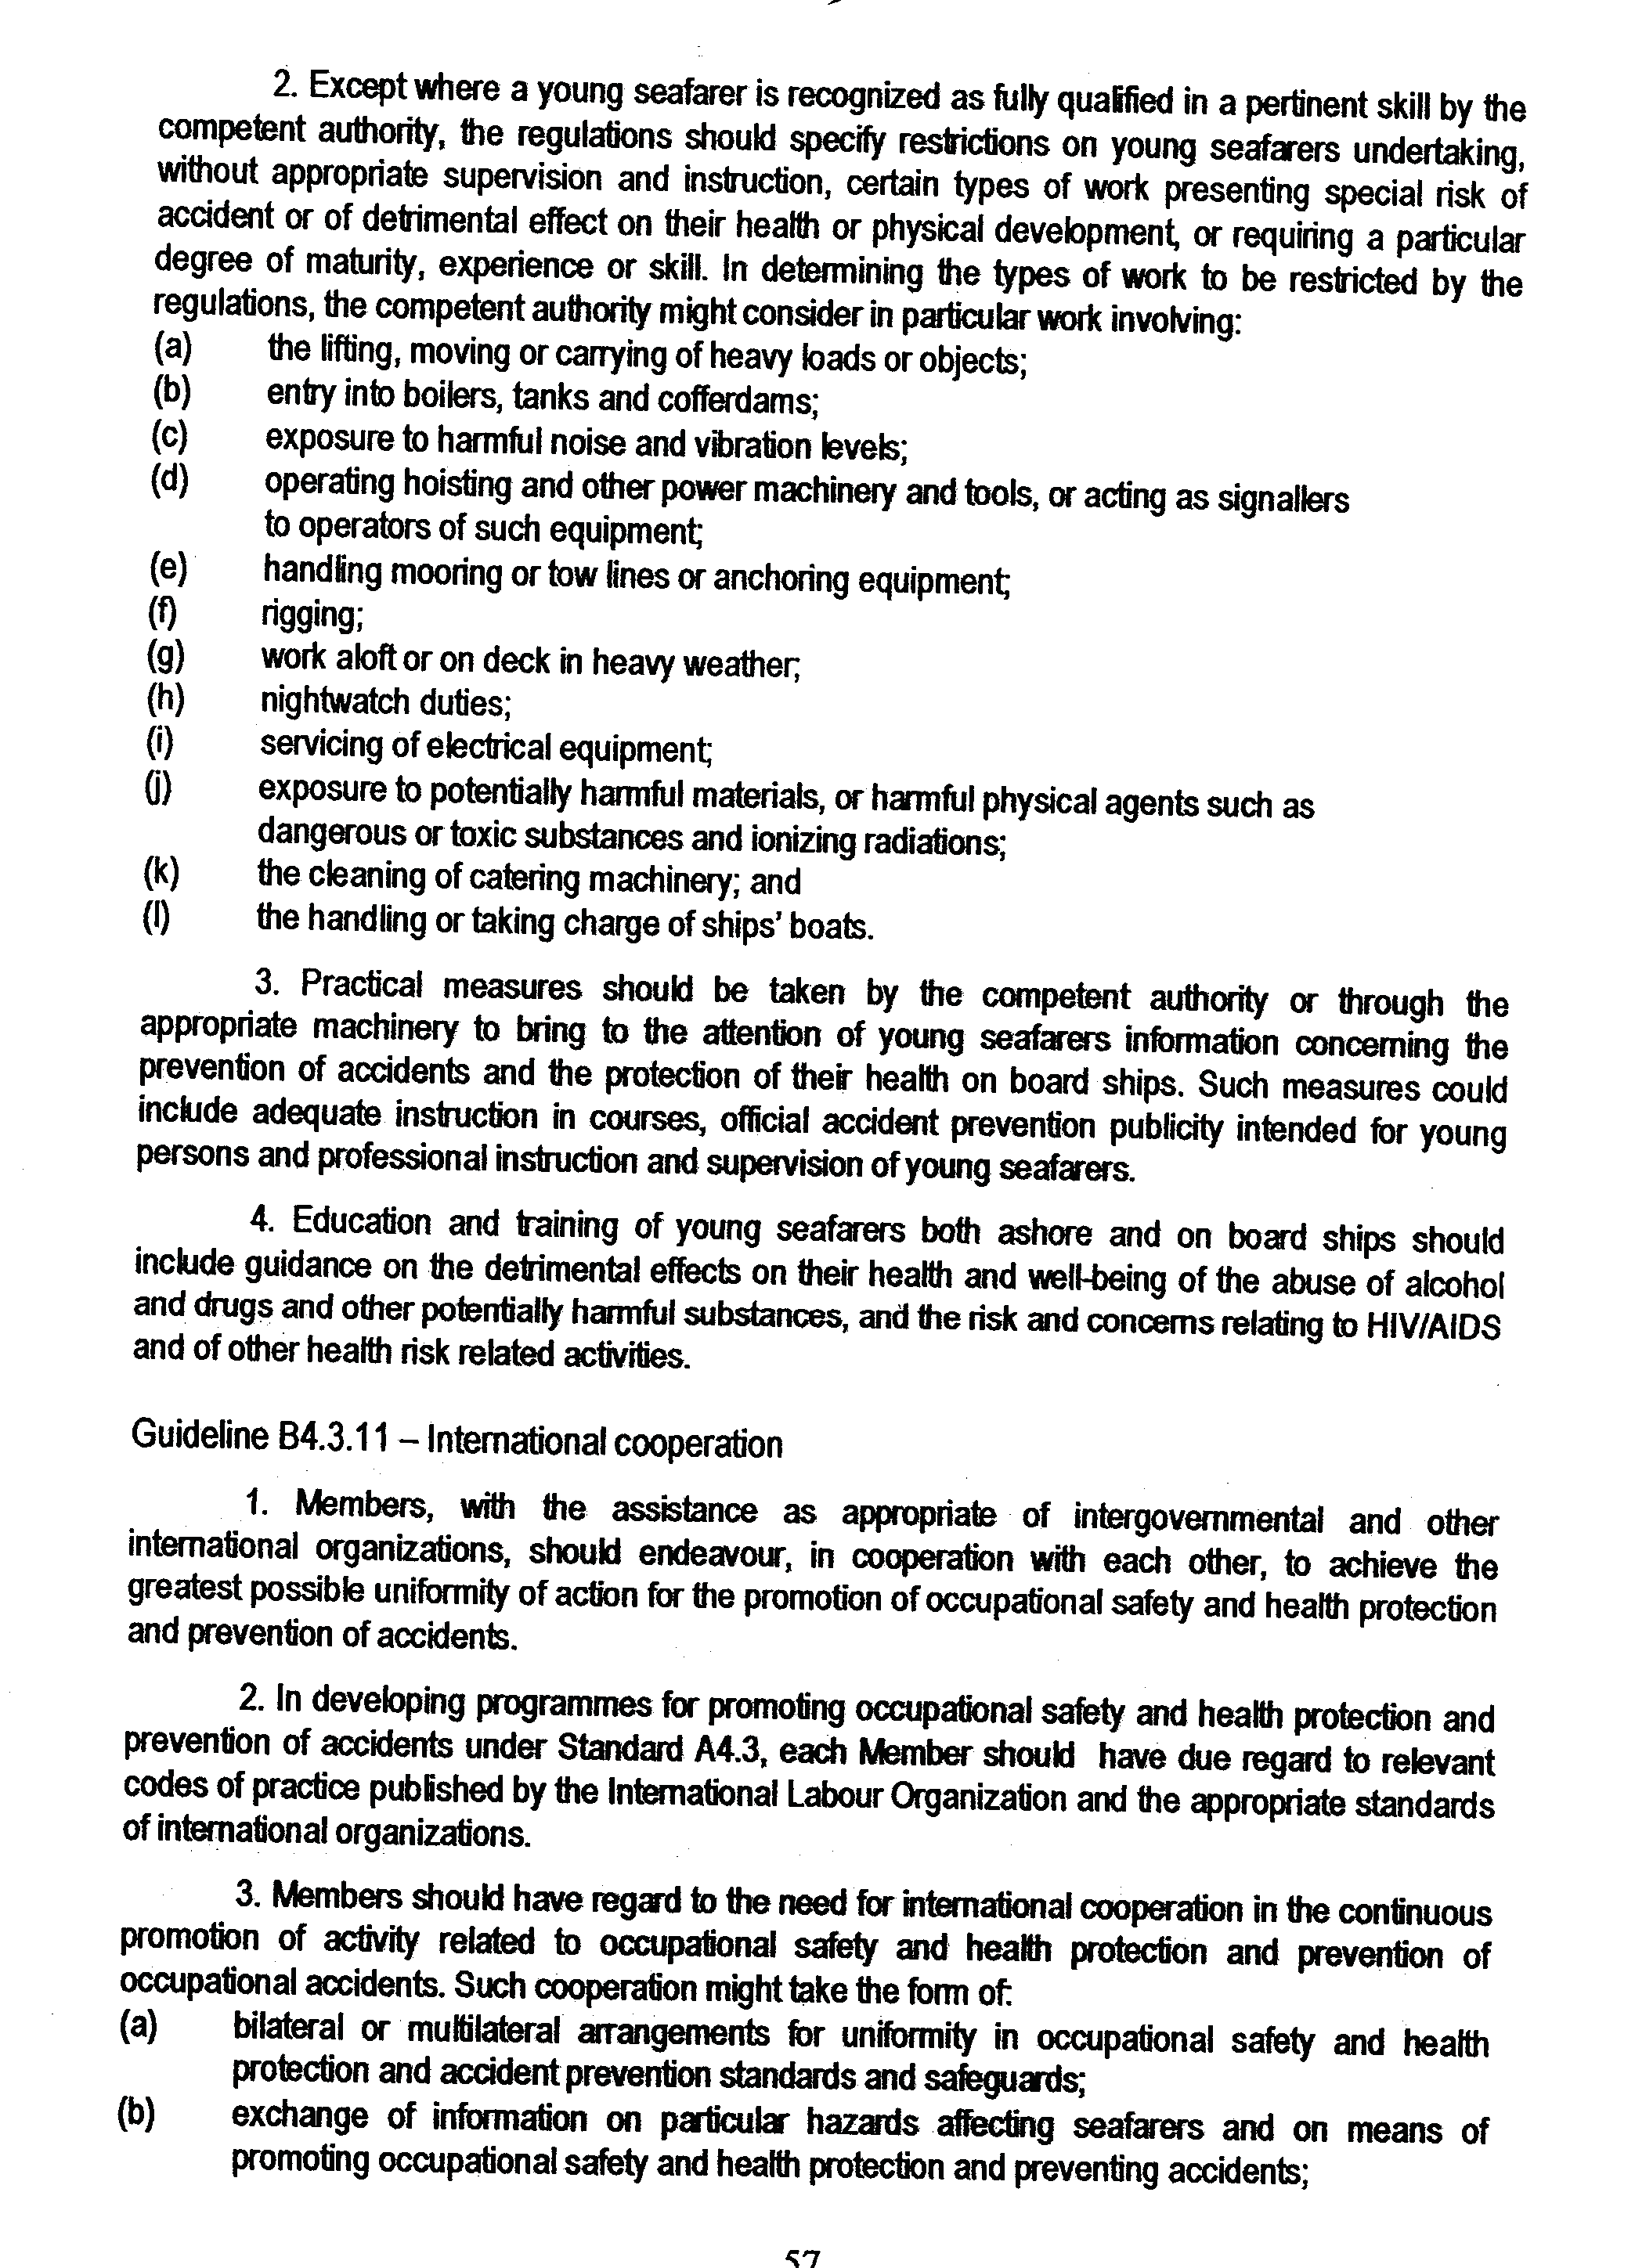 2. Except where a young seafarer is recognized as fully qualified in a pertinent skill by the
competent authority, the regulations should specify restrictions on young seafarers undertaking,
without appropriate supervision and instruction, certain types of work presenting special risk of
accident or of detrimental effect on their health or physical development, or requiring a particular
degree of maturity, experience or skill. In determining the types of work to be restricted by the
regulations, the competent authority might consider in particular work involving:
(a) the lifting, moving or carrying of heavy loads or objects;
(b) entry into boilers, tanks and cofferdams;
(c) exposure to harmful noise and vibration levels;
(d) operating hoisting and other power machinery and tools, or acting as signallers
to operators of such equipment;
(e) handling mooring or tow lines or anchoring equipment;
(f) rigging;
(g) work aloft or on deck in heavy weather;
(h) nightwatch duties;
(i) servicing of electrical equipment;
(j) exposure to potentially harmful materials, or harmful physical agents such as
dangerous or toxic substances and ionizing radiations;
(k) the cleaning of catering machinery; and
(l) the handling or taking charge of ships' boats.
3. Practical measures should be taken by the competent authority or through the
appropriate machinery to bring to the attention of young seafarers information concerning the
prevention of accidents and the protection of their health on board ships. Such measures could
include adequate instruction in courses, official accident prevention publicity intended for young
persons and professional instruction and supervision of young seafarers.
4. Education and training of young seafarers both ashore and on board ships should
include guidance on the detrimental effects on their health and well-being of the abuse of alcohol
and drugs and other potentially harmful substances, and the risk and concerns relating to HIV/AIDS
and of other health risk related activities.
Guideline B4.3.11 – International cooperation
1. Members, with the assistance as appropriate of intergovernmental and other
international organizations, should endeavour, in cooperation with each other, to achieve the
greatest possible uniformity of action for the promotion of occupational safety and health protection
and prevention of accidents.
2. In developing programmes for promoting occupational safety and health protection and
prevention of accidents under Standard A4.3, each Member should have due regard to relevant
codes of practice published by the International Labour Organization and the appropriate standards
of international organizations.
3. Members should have regard to the need for international cooperation in the continuous
promotion of activity related to occupational safety and health protection and prevention of
occupational accidents. Such cooperation might take the form of:
(a) bilateral or multilateral arrangements for uniformity in occupational safety and health
protection and accident prevention standards and safeguards;
(b) exchange of information on particular hazards affecting seafarers and on means of
promoting occupational safety and health protection and preventing accidents;
57